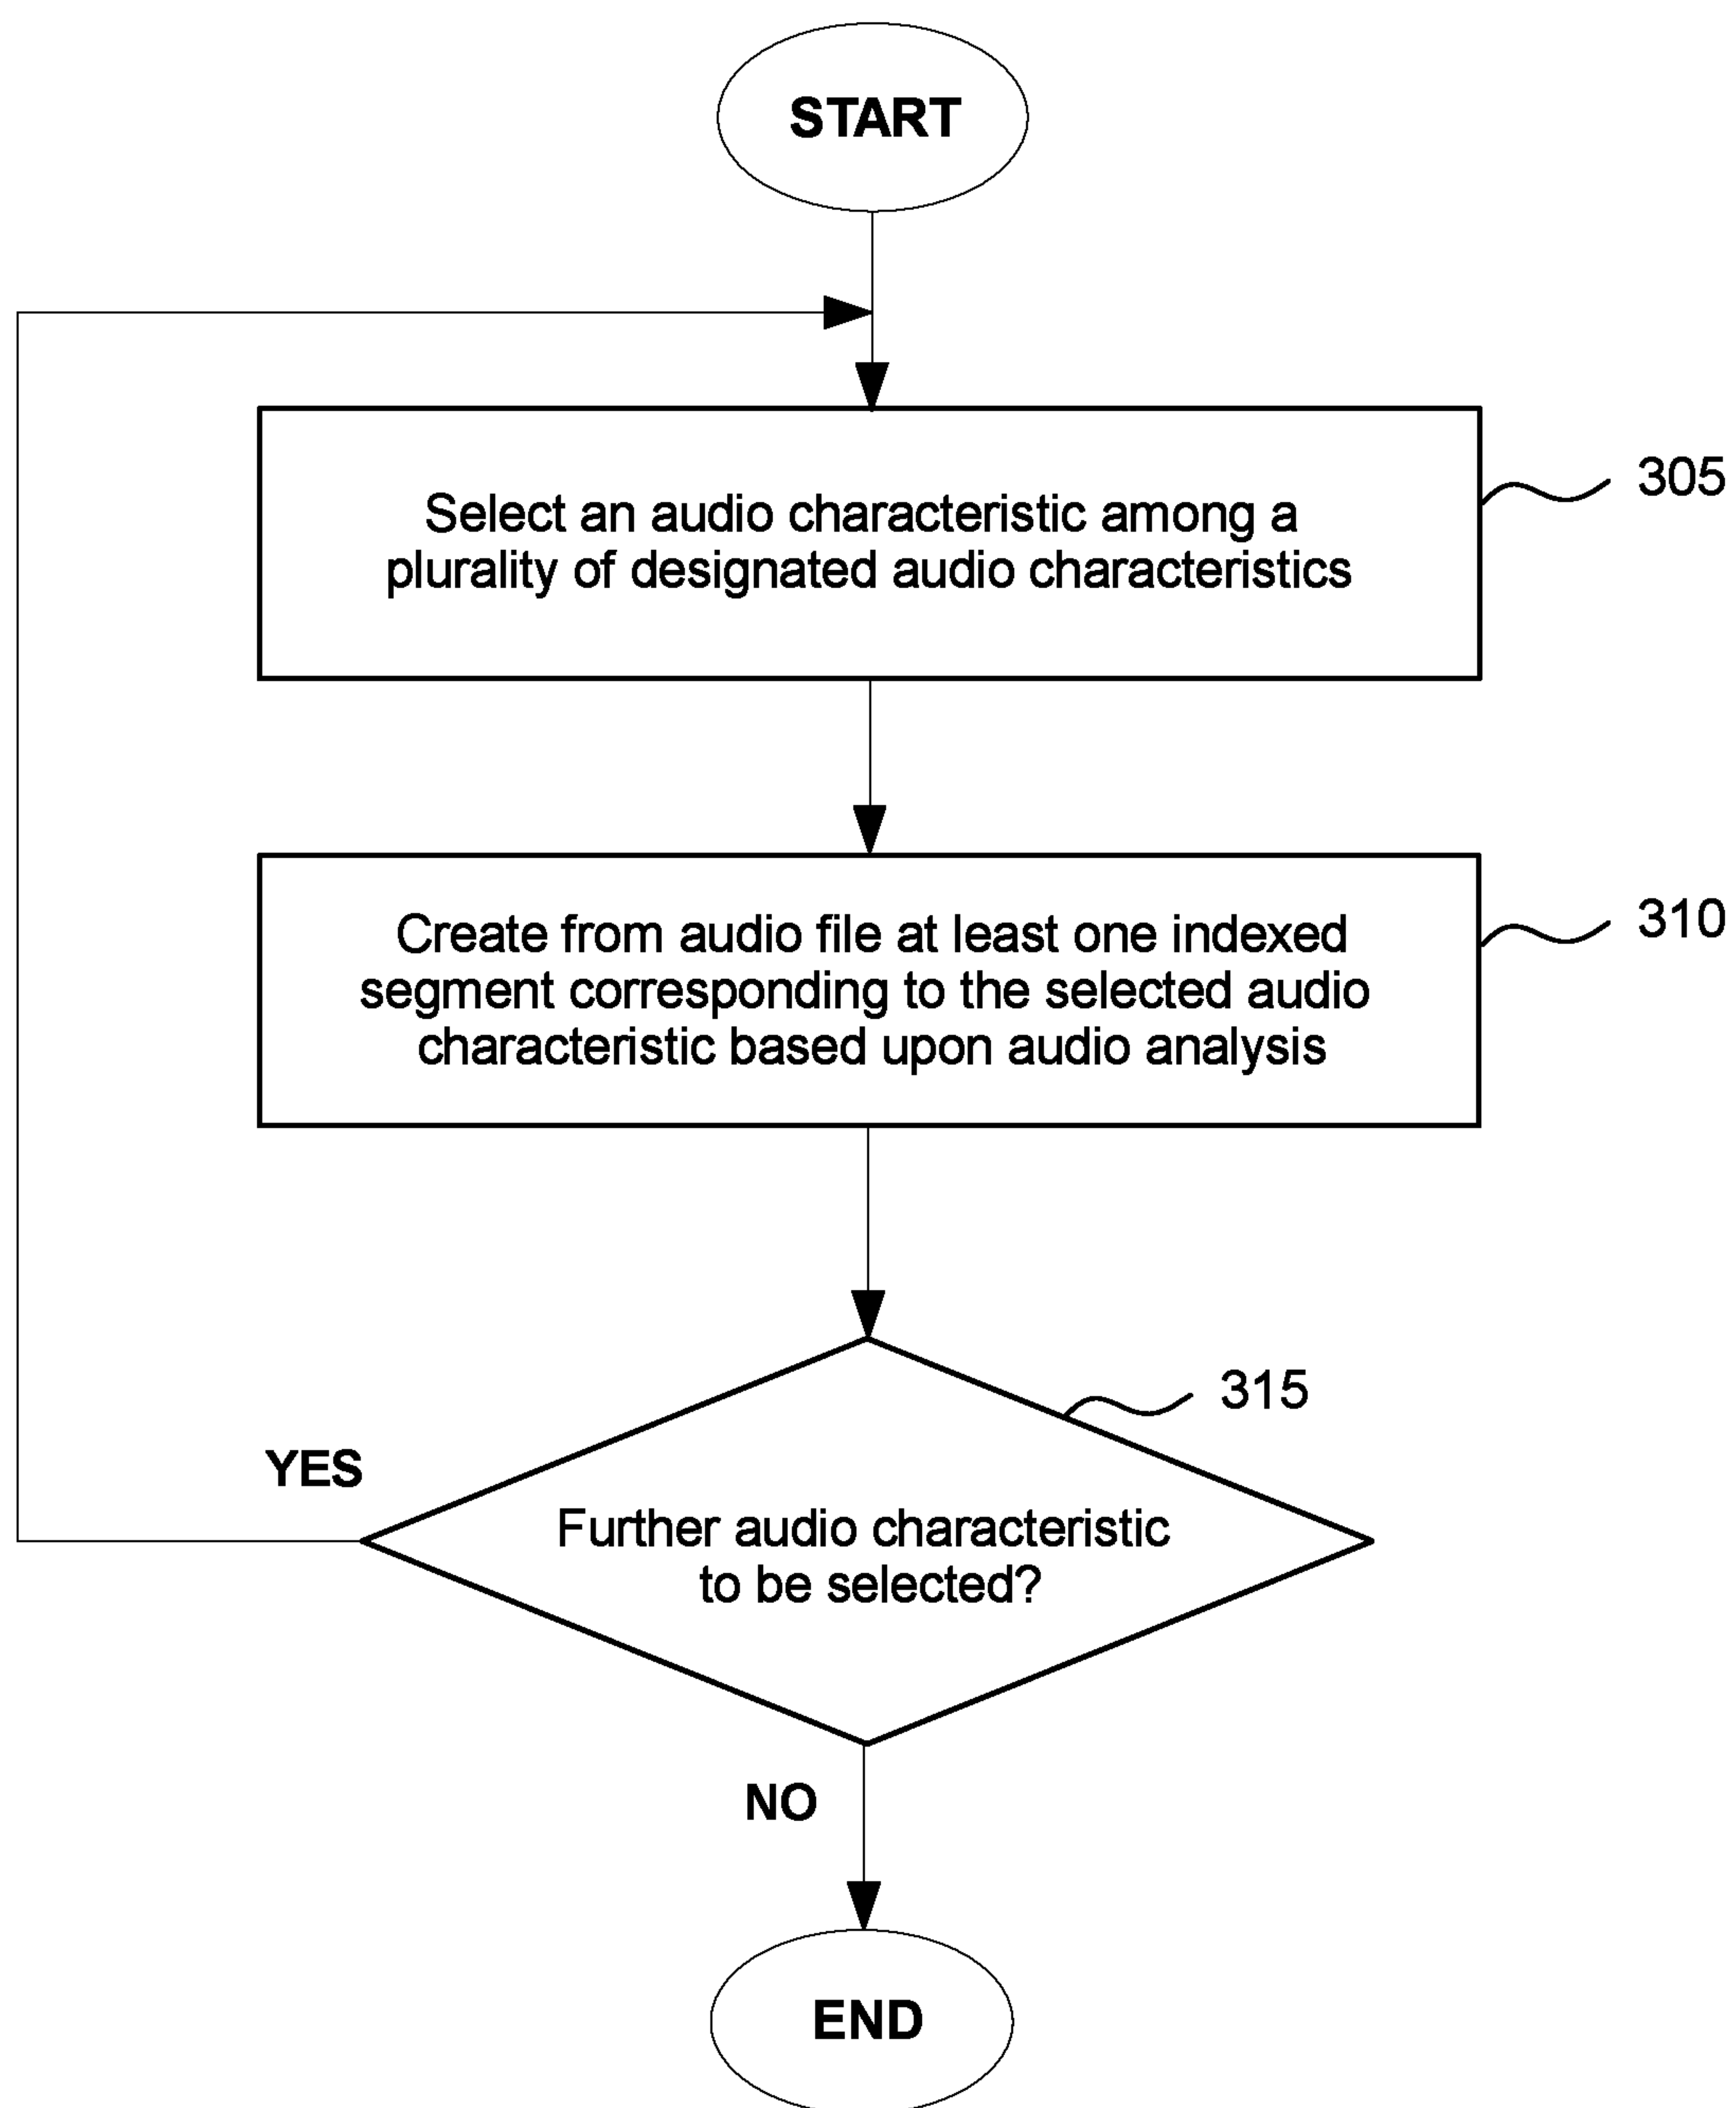 START
Select an audio characteristic among a
plurality of designated audio characteristics
305
Create from audio file at least one indexed
segment corresponding to the selected audio
characteristic based upon audio analysis
310
315
YES
Further audio characteristic
to be selected?
NO
END